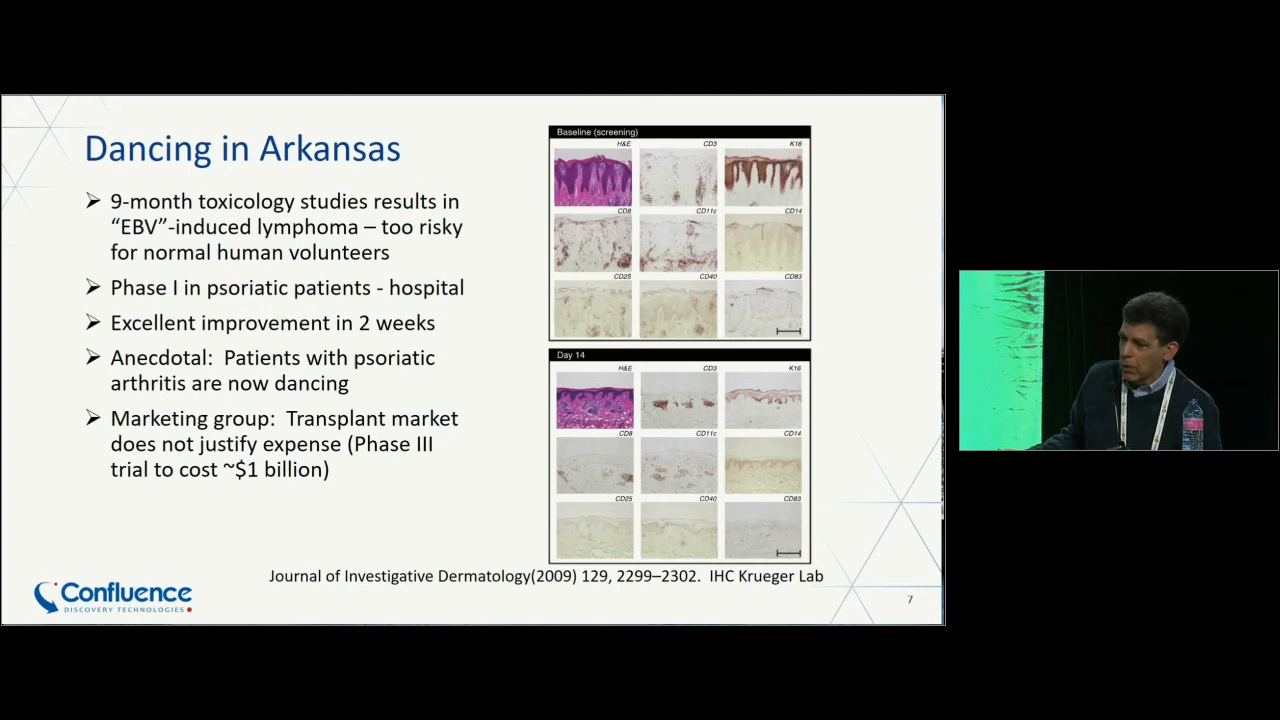 Dancing in Arkansas
9-month toxicology studies results in
“EBV”-induced lymphoma – too risky
for normal human volunteers
Phase I in psoriatic patients - hospital
Excellent improvement in 2 weeks
Anecdotal: Patients with psoriatic
arthritis are now dancing
Marketing group: Transplant market
does not justify expense (Phase III
trial to cost ~$1 billion)
Baseline (screening)
H&E CD3 K16
CD8 CD11c CD14
CD25 CD40 CD83
Day 14
H&E CD3 K16
CD8 CD11c CD14
CD25 CD40 CD83
Journal of Investigative Dermatology(2009) 129, 2299–2302. IHC Krueger Lab
Confluence
DISCOVERY TECHNOLOGIES
7